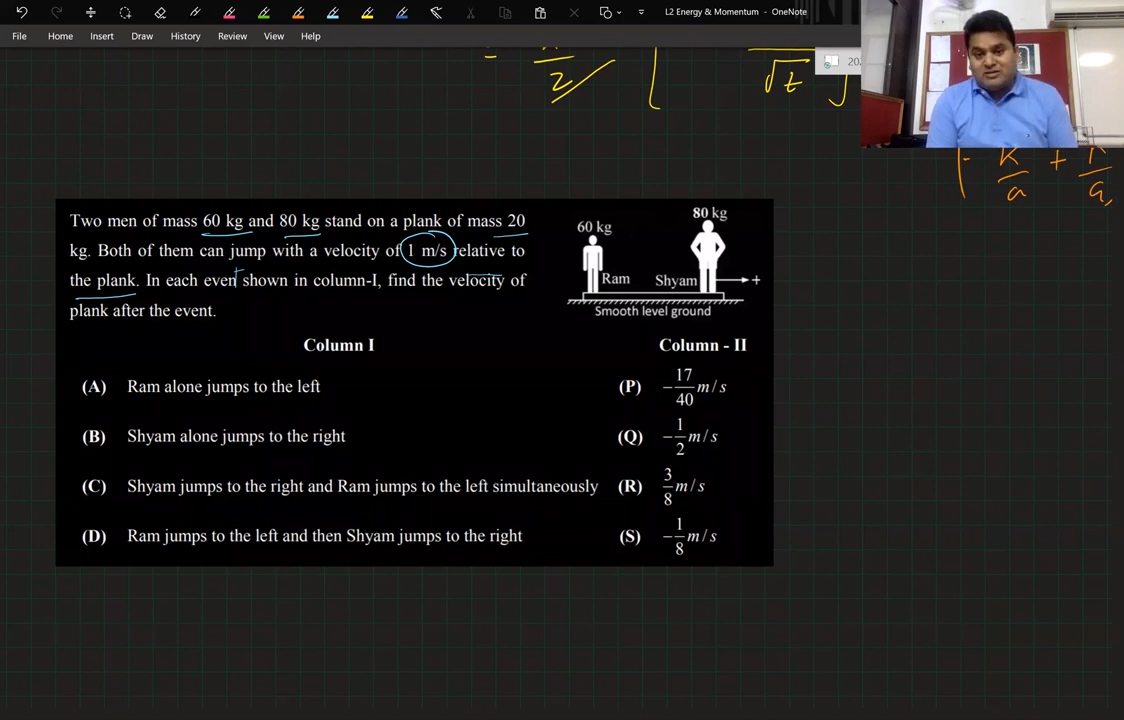 L2 Energy & Momentum - OneNote
File Home Insert Draw History Review View Help
2
√t
K/a +
a
Two men of mass 60 kg and 80 kg stand on a plank of mass 20
kg. Both of them can jump with a velocity of 1 m/s relative to
the plank. In each event shown in column-I, find the velocity of
plank after the event.
80 kg
60 kg
Ram Shyam +
Smooth level ground
Column I Column - II
(A) Ram alone jumps to the left (P) -17/40 m/s
(B) Shyam alone jumps to the right (Q) -1/2 m/s
(C) Shyam jumps to the right and Ram jumps to the left simultaneously (R) 3/8 m/s
(D) Ram jumps to the left and then Shyam jumps to the right (S) -1/8 m/s